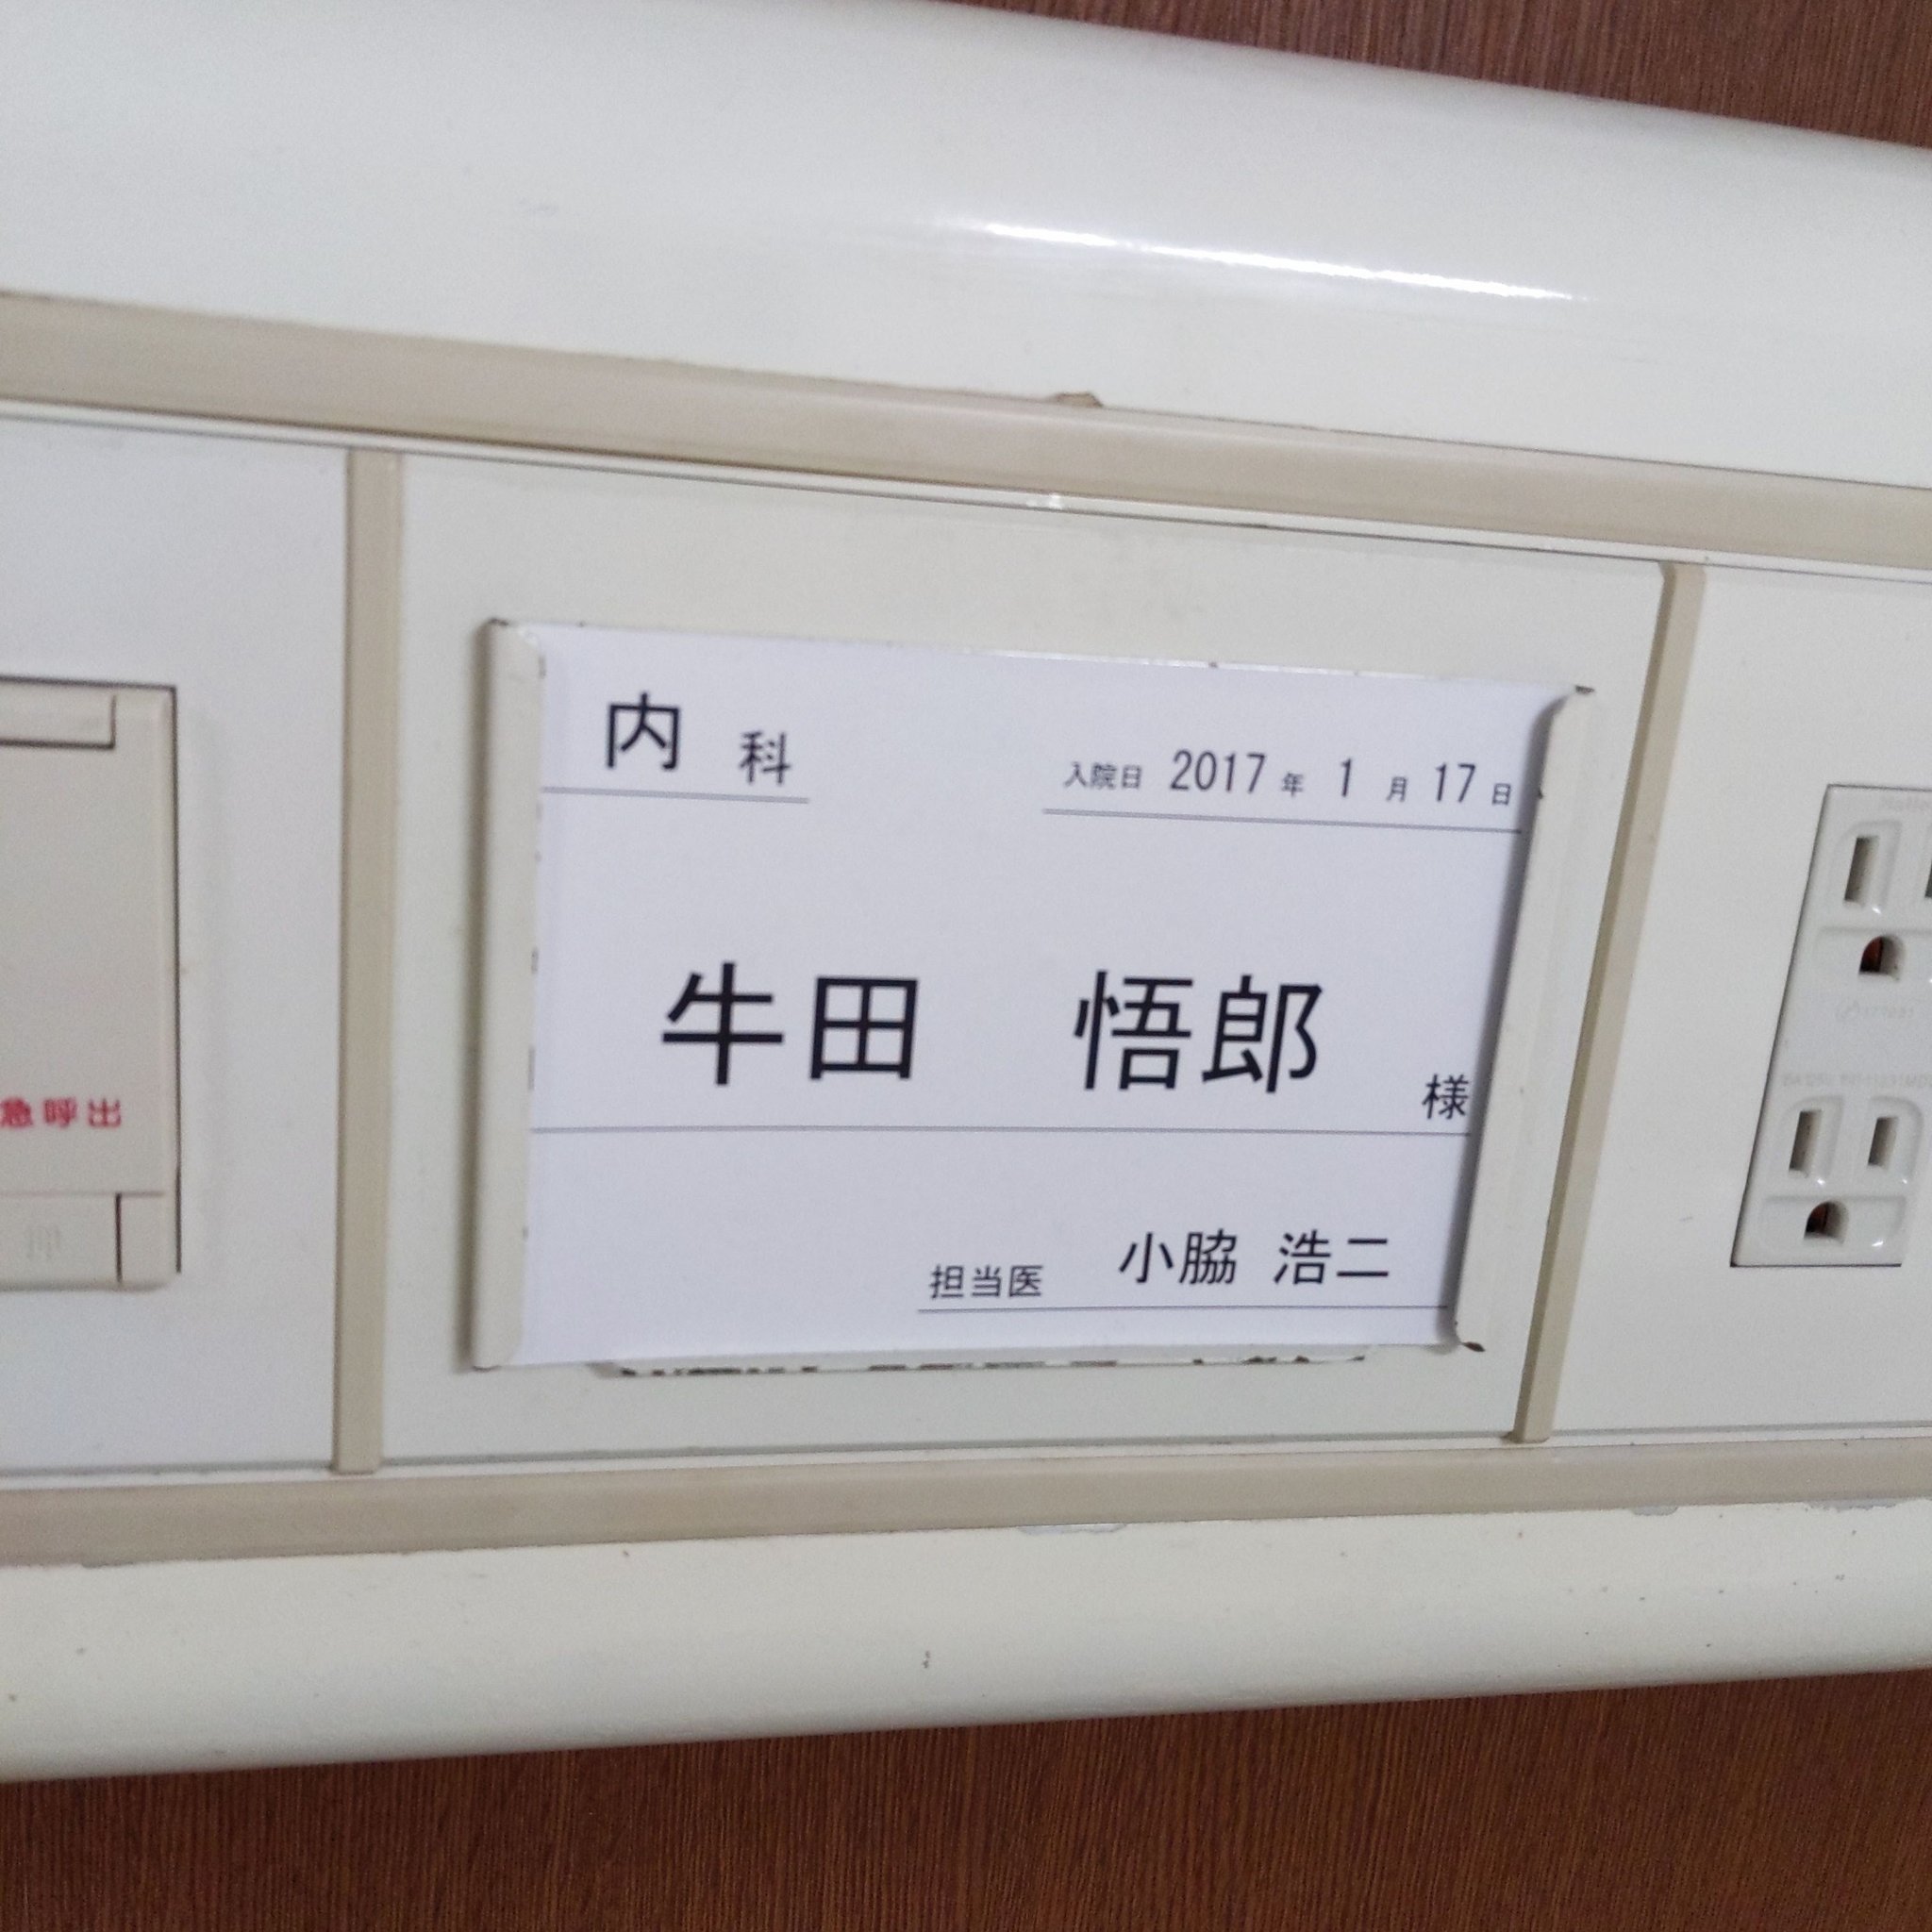 内 科
入院日 2017 年 1 月 17 日
牛田 悟郎 様
担当医 小脇 浩二
急呼出